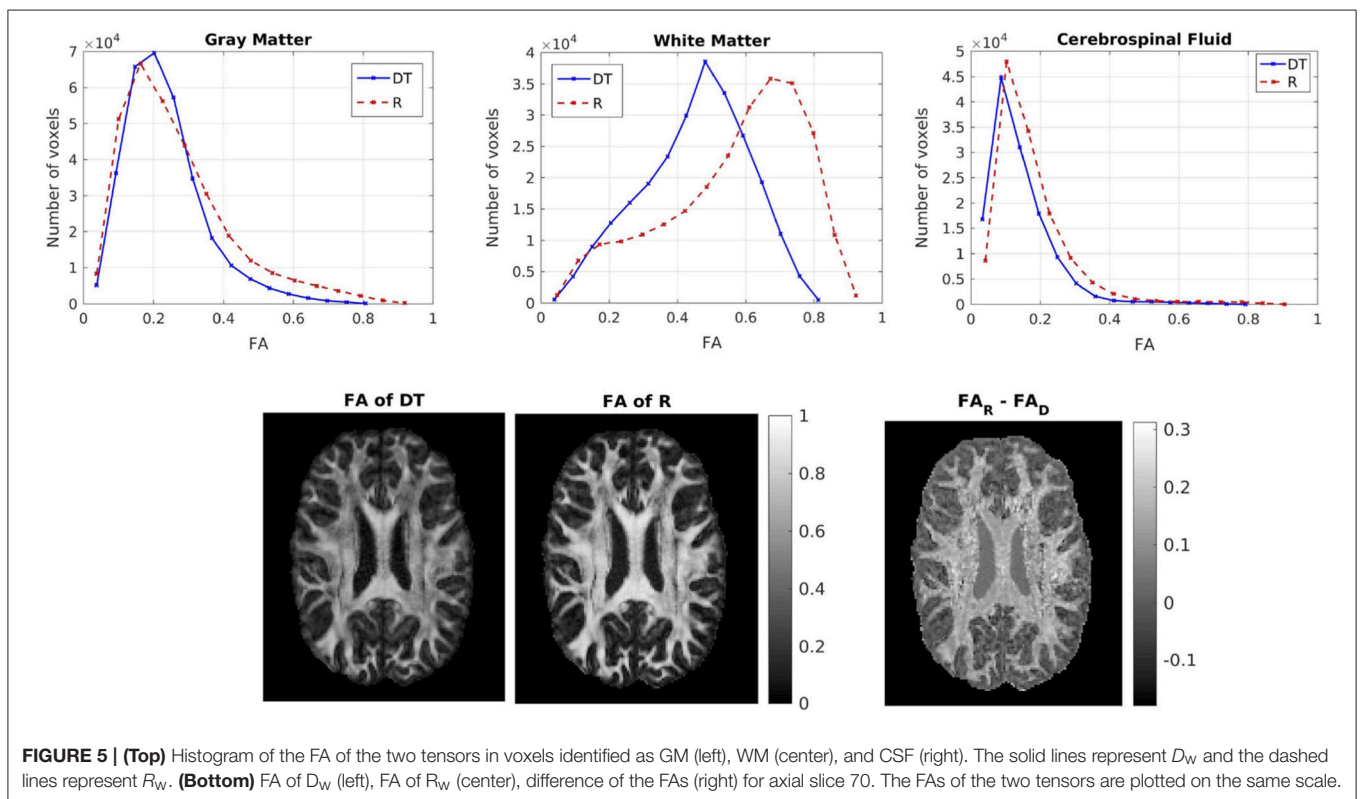 Gray Matter
×10⁴
7
6
5
4
3
2
1
0
0 0.2 0.4 0.6 0.8 1
Number of voxels
FA
DT
R
White Matter
×10⁴
4
3.5
3
2.5
2
1.5
1
0.5
0
0 0.2 0.4 0.6 0.8 1
Number of voxels
FA
DT
R
Cerebrospinal Fluid
×10⁴
5
4.5
4
3.5
3
2.5
2
1.5
1
0.5
0
0 0.2 0.4 0.6 0.8 1
Number of voxels
FA
DT
R
FA of DT
FA of R
1
0.8
0.6
0.4
0.2
0
FA_R - FA_D
0.3
0.2
0.1
0
-0.1
FIGURE 5 | (Top) Histogram of the FA of the two tensors in voxels identified as GM (left), WM (center), and CSF (right). The solid lines represent D_W and the dashed
lines represent R_W. (Bottom) FA of D_W (left), FA of R_W (center), difference of the FAs (right) for axial slice 70. The FAs of the two tensors are plotted on the same scale.